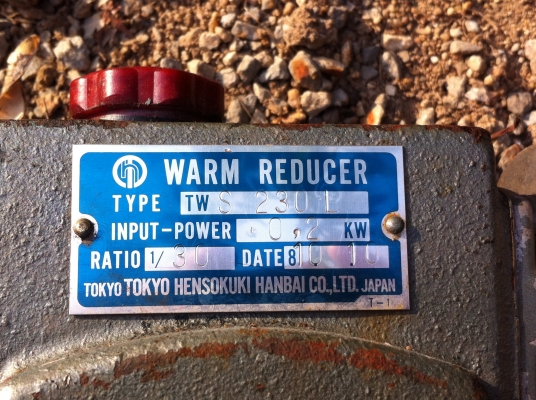 WARM REDUCER
TYPE TW S 230 L
INPUT-POWER 0,2 KW
RATIO 1/30 DATE 8 10 10
TOKYO TOKYO HENSOKUKI HANBAI CO., LTD. JAPAN
T-1